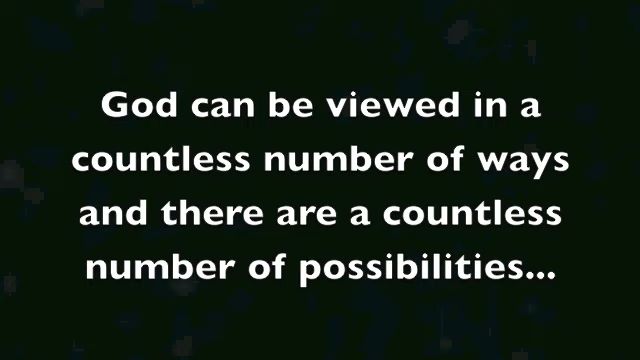 God can be viewed in a
countless number of ways
and there are a countless
number of possibilities...